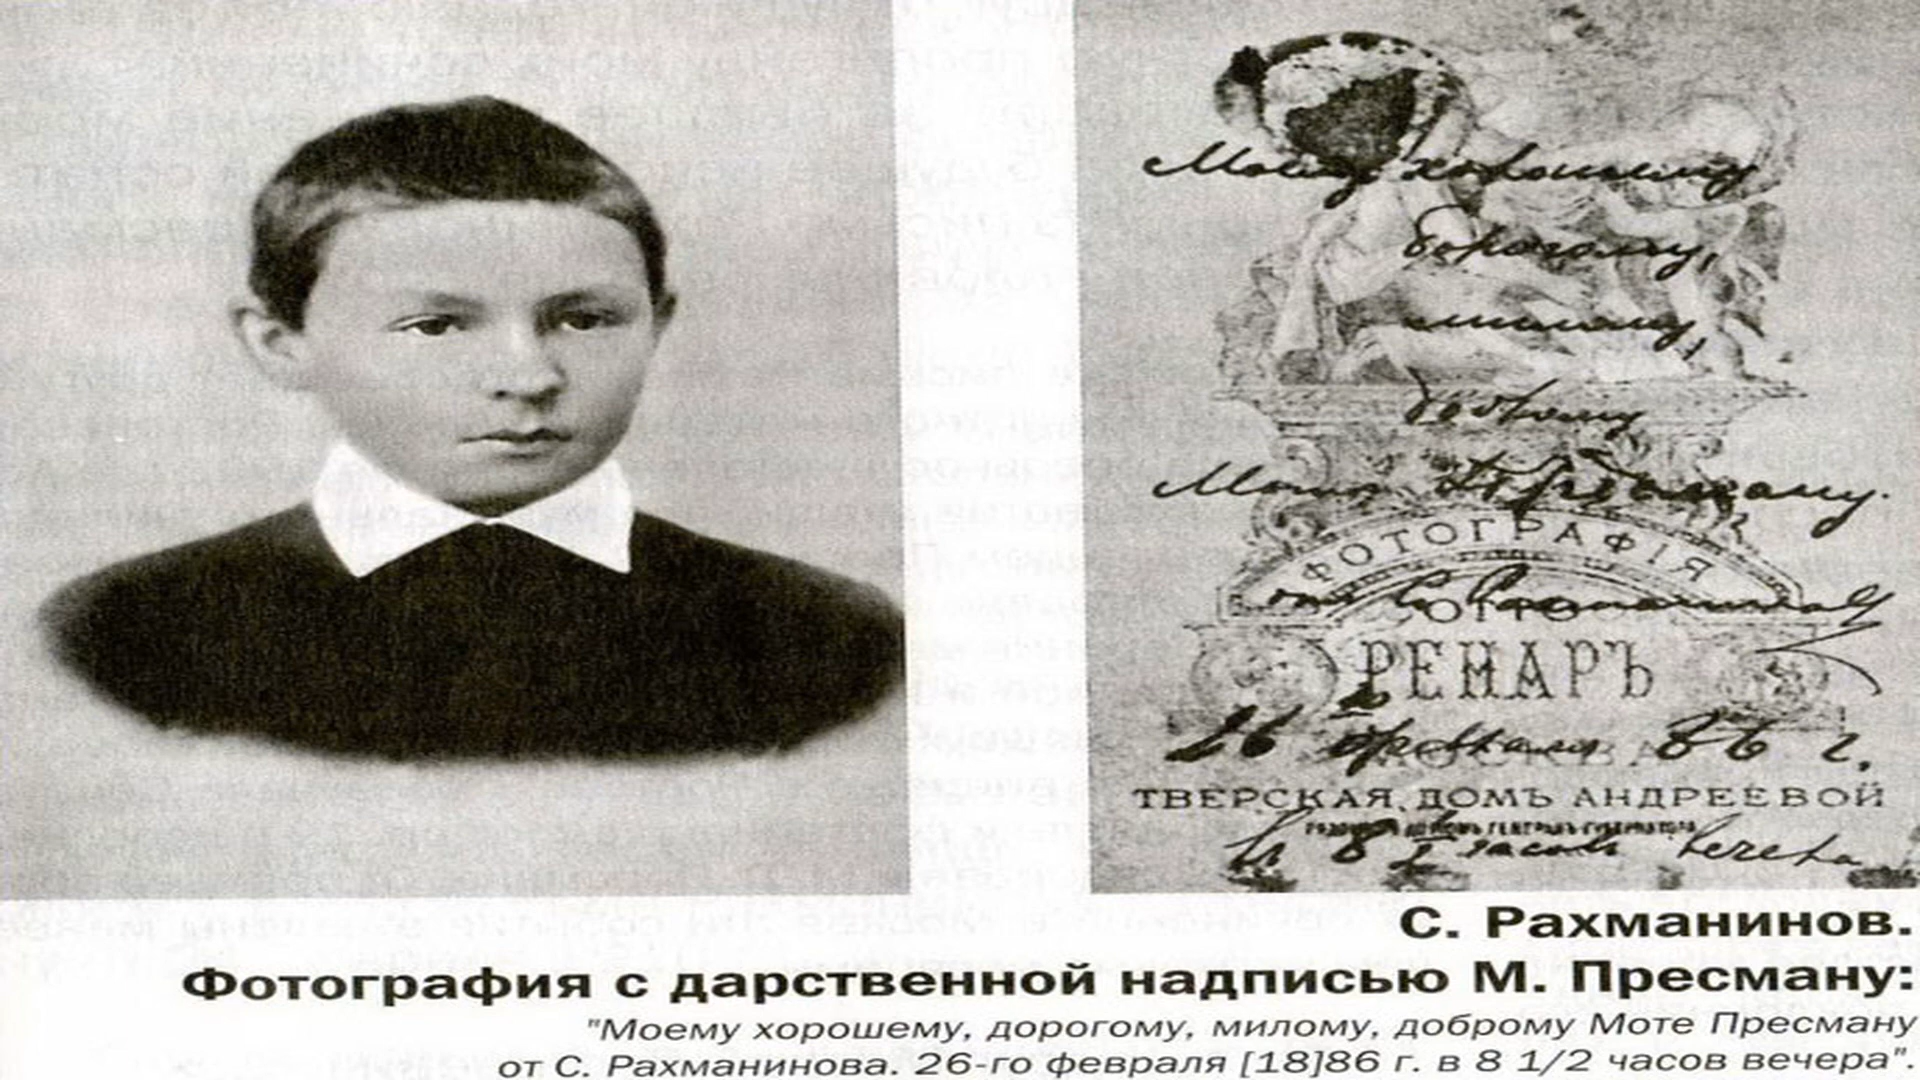 Моему хорошему
дорогому,
милому,
доброму
Моте Пресману.
ФОТОГРАФІЯ
от С. Рахманинова
ОТТО
РЕНАРЪ
26 го февраля 86 г.
МОСКВА
ТВЕРСКАЯ, ДОМЪ АНДРЕЕВОЙ
в 8 1/2 часовъ вечера
С. Рахманинов.
Фотография с дарственной надписью М. Пресману:
"Моему хорошему, дорогому, милому, доброму Моте Пресману
от С. Рахманинова. 26-го февраля [18]86 г. в 8 1/2 часов вечера".